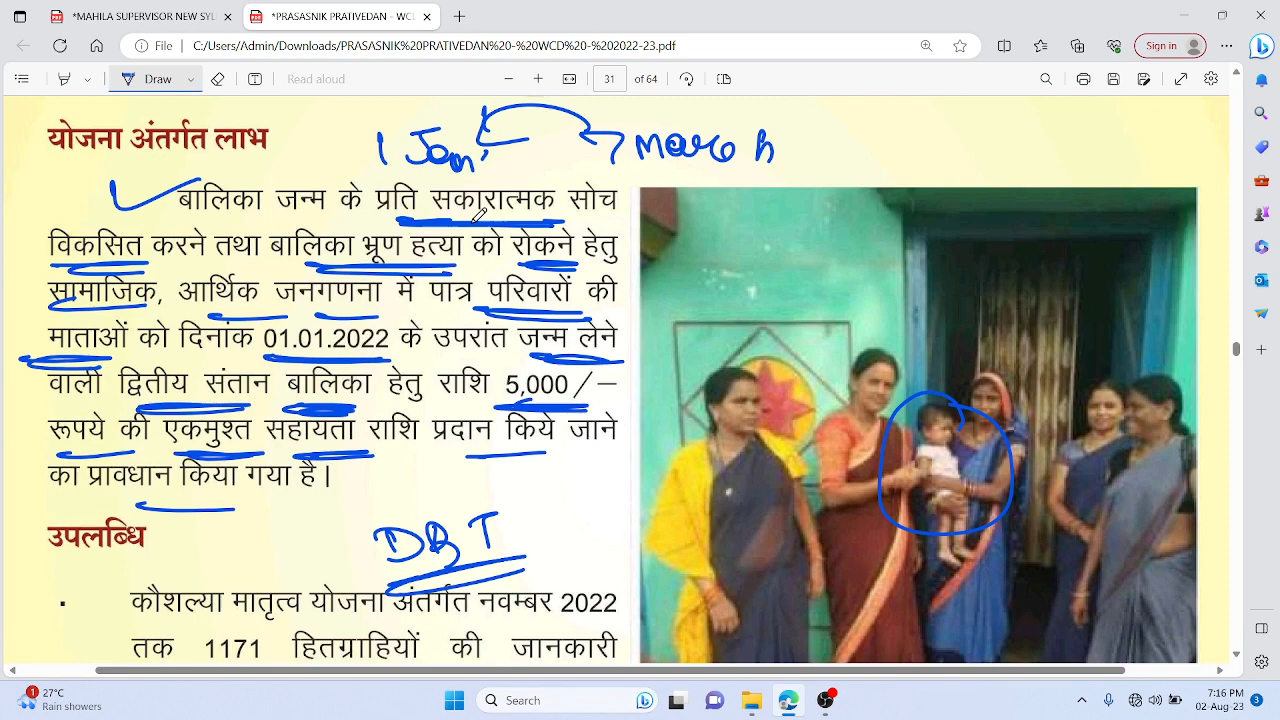 *MAHILA SUPERVISOR NEW SYL
*PRASASNIK PRATIVEDAN - WCL
File
C:/Users/Admin/Downloads/PRASASNIK%20PRATIVEDAN%20-%20WCD%20-%202022-23.pdf
Sign in
Draw
Read aloud
31 of 64
योजना अंतर्गत लाभ
1 Jan
March
बालिका जन्म के प्रति सकारात्मक सोच
विकसित करने तथा बालिका भ्रूण हत्या को रोकने हेतु
सामाजिक, आर्थिक जनगणना में पात्र परिवारों की
माताओं को दिनांक 01.01.2022 के उपरांत जन्म लेने
वाली द्वितीय संतान बालिका हेतु राशि 5,000/–
रूपये की एकमुश्त सहायता राशि प्रदान किये जाने
का प्रावधान किया गया है।
उपलब्धि
DBT
कौशल्या मातृत्व योजना अंतर्गत नवम्बर 2022
तक 1171 हितग्राहियों की जानकारी
1
27°C
Rain showers
Search
7:16 PM
02-Aug-23
3